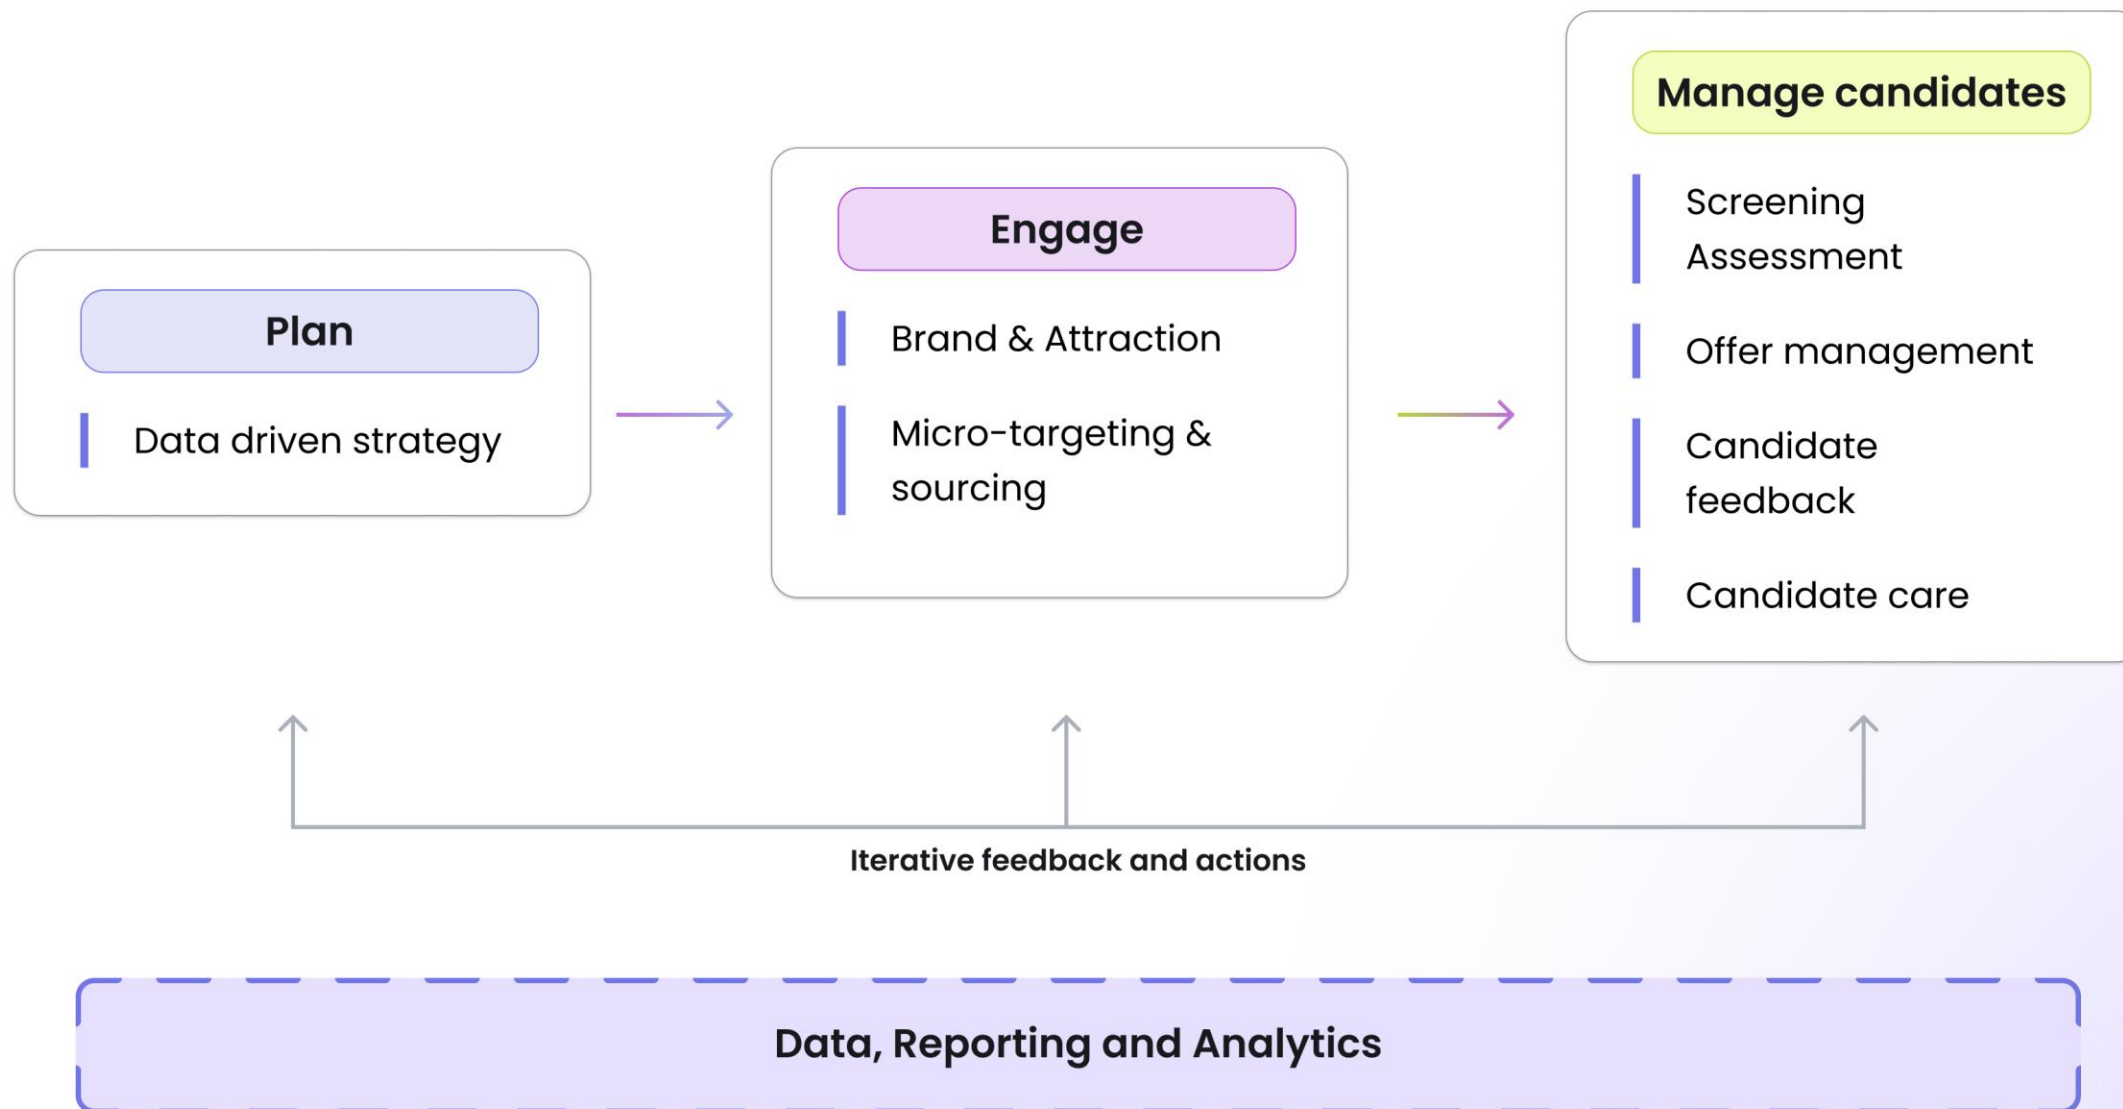 Plan
Data driven strategy
Engage
Brand & Attraction
Micro-targeting &
sourcing
Manage candidates
Screening
Assessment
Offer management
Candidate
feedback
Candidate care
Iterative feedback and actions
Data, Reporting and Analytics